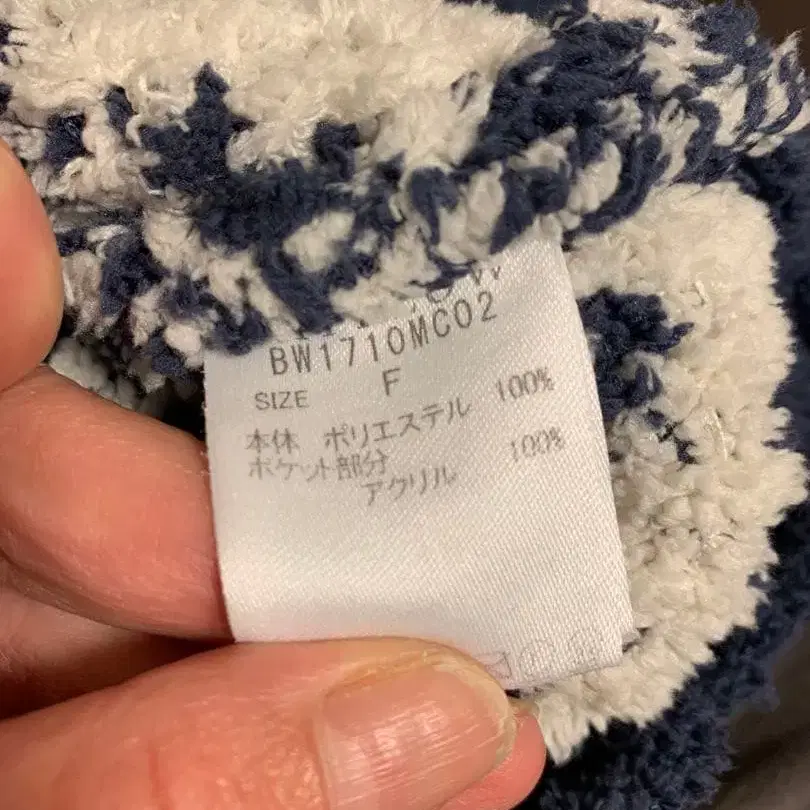 BW1710MC02
SIZE F
本体 ポリエステル 100%
ポケット部分
アクリル 100%